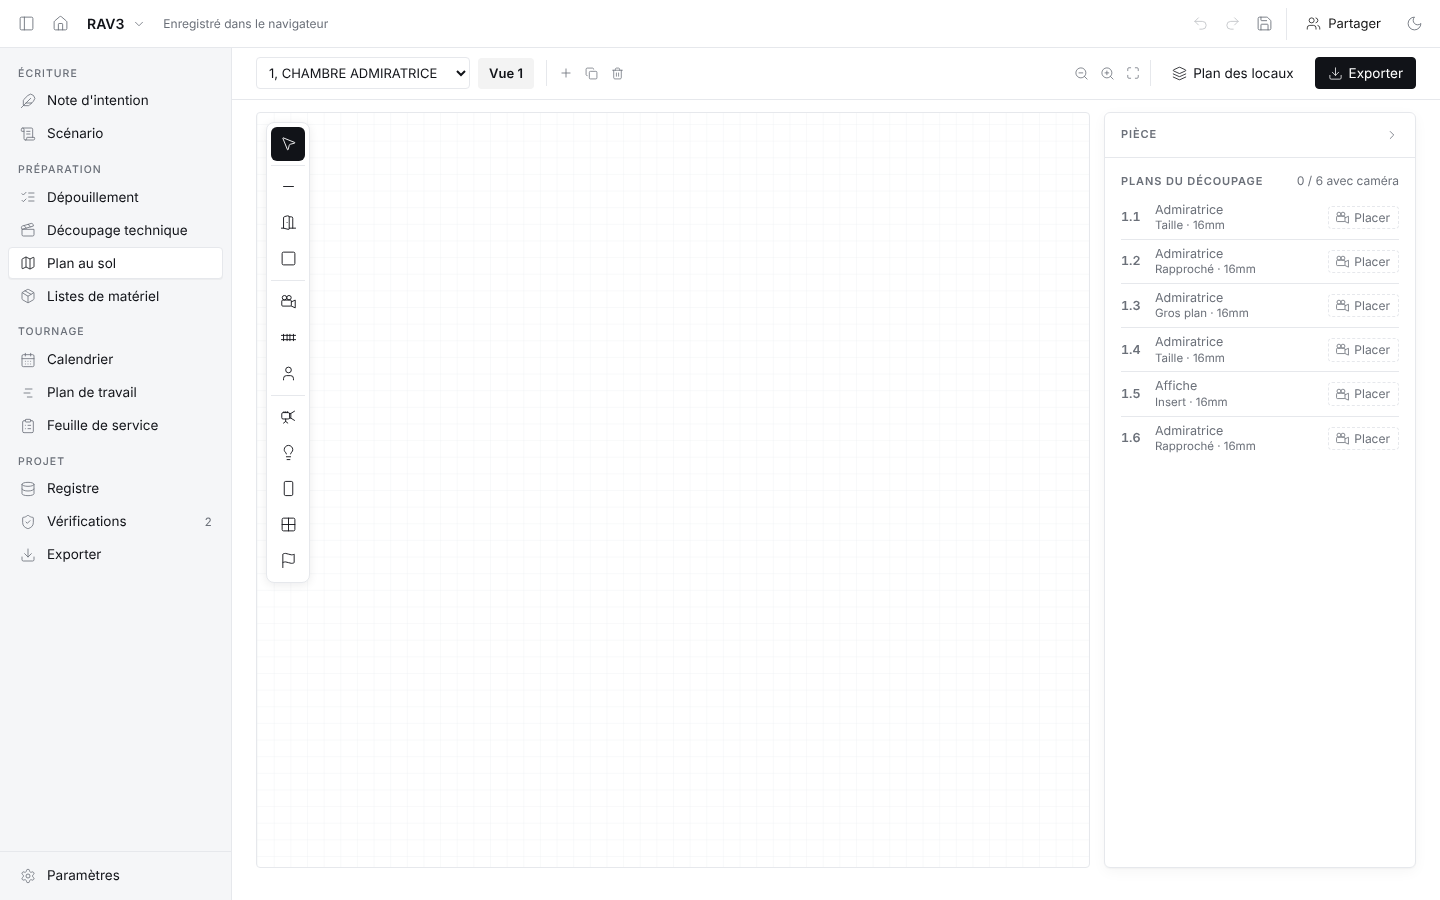 RAV3
Enregistré dans le navigateur
Partager
ÉCRITURE
Note d'intention
Scénario
PRÉPARATION
Dépouillement
Découpage technique
Plan au sol
Listes de matériel
TOURNAGE
Calendrier
Plan de travail
Feuille de service
PROJET
Registre
Vérifications 2
Exporter
Paramètres
1, CHAMBRE ADMIRATRICE
Vue 1
Plan des locaux
Exporter
PIÈCE
PLANS DU DÉCOUPAGE 0 / 6 avec caméra
1.1 Admiratrice Placer
Taille · 16mm
1.2 Admiratrice Placer
Rapproché · 16mm
1.3 Admiratrice Placer
Gros plan · 16mm
1.4 Admiratrice Placer
Taille · 16mm
1.5 Affiche Placer
Insert · 16mm
1.6 Admiratrice Placer
Rapproché · 16mm